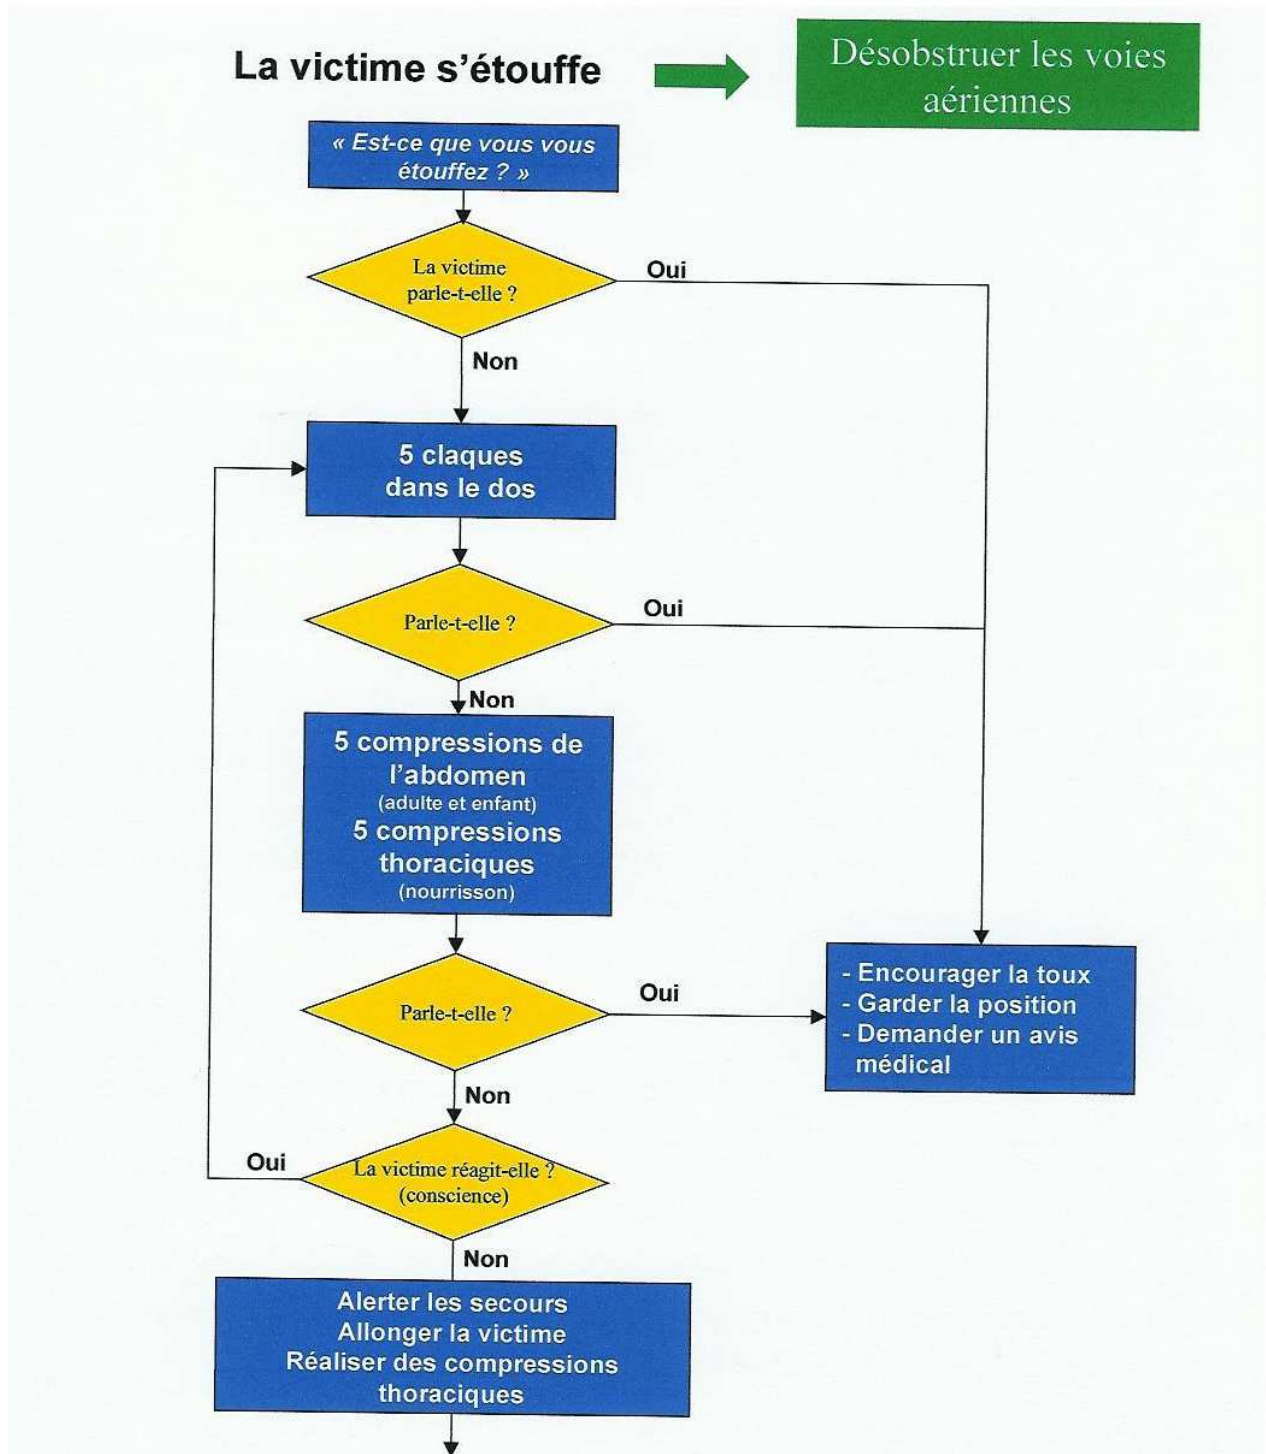 La victime s'étouffe
Désobstruer les voies
aériennes
« Est-ce que vous vous
étouffez ? »
La victime
parle-t-elle ?
Oui
Non
5 claques
dans le dos
Parle-t-elle ?
Oui
Non
5 compressions de
l'abdomen
(adulte et enfant)
5 compressions
thoraciques
(nourrisson)
Parle-t-elle ?
Oui
- Encourager la toux
- Garder la position
- Demander un avis
médical
Non
La victime réagit-elle ?
(conscience)
Oui
Non
Alerter les secours
Allonger la victime
Réaliser des compressions
thoraciques